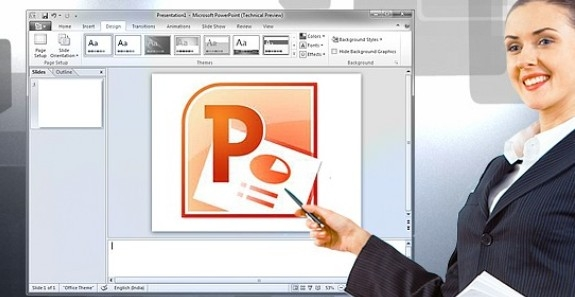 Presentation1 - Microsoft PowerPoint (Technical Preview)
Home Insert Design Transitions Animations Slide Show Review View
Page Setup
Slide Orientation
Aa Aa Aa Aa Aa Aa
Colors
Fonts
Effects
Background Styles
Hide Background Graphics
Page Setup Themes Background
Slides Outline
1
P
Slide 1 of 1 "Office Theme" English (India) 53%